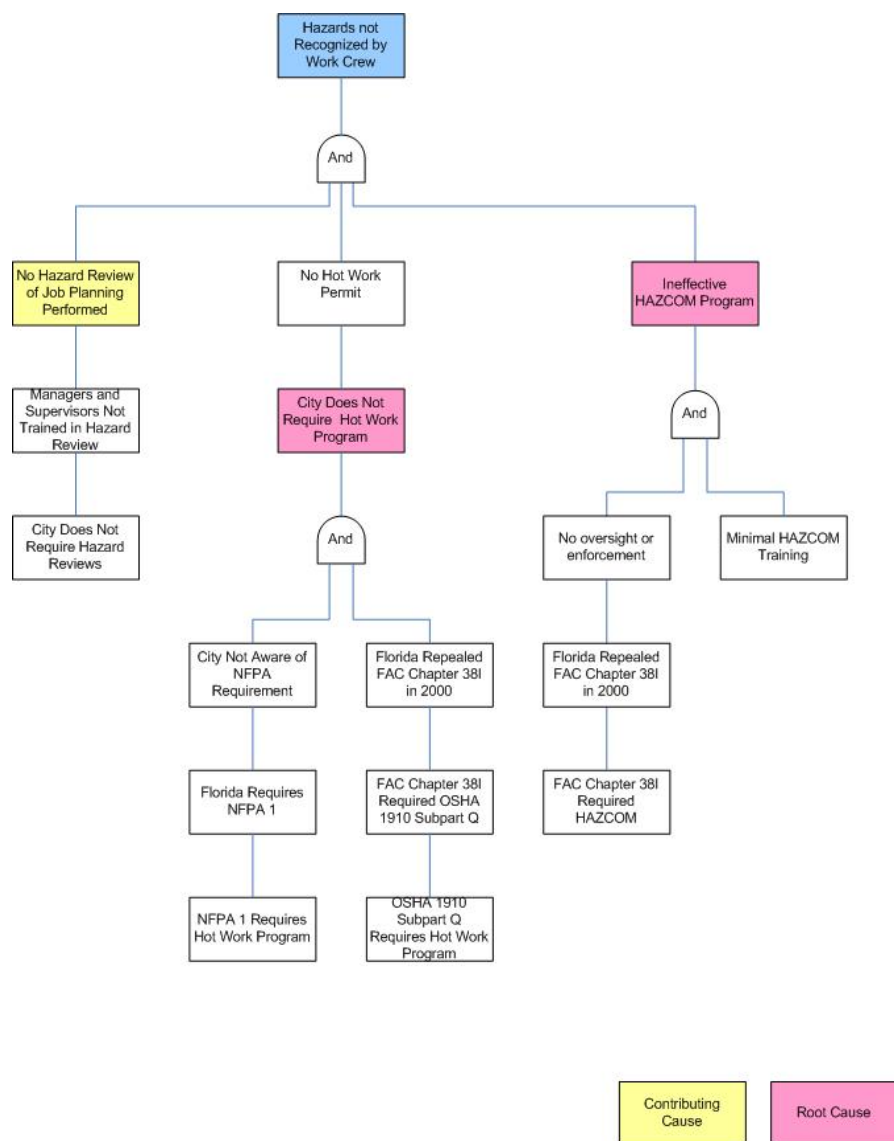 Hazards not
Recognized by
Work Crew
And
No Hazard Review
of Job Planning
Performed
No Hot Work
Permit
Ineffective
HAZCOM Program
Managers and
Supervisors Not
Trained in Hazard
Review
City Does Not
Require Hot Work
Program
And
City Does Not
Require Hazard
Reviews
And
No oversight or
enforcement
Minimal HAZCOM
Training
City Not Aware of
NFPA
Requirement
Florida Repealed
FAC Chapter 38I
in 2000
Florida Repealed
FAC Chapter 38I
in 2000
Florida Requires
NFPA 1
FAC Chapter 38I
Required OSHA
1910 Subpart Q
FAC Chapter 38I
Required
HAZCOM
NFPA 1 Requires
Hot Work Program
OSHA 1910
Subpart Q
Requires Hot Work
Program
Contributing
Cause
Root Cause